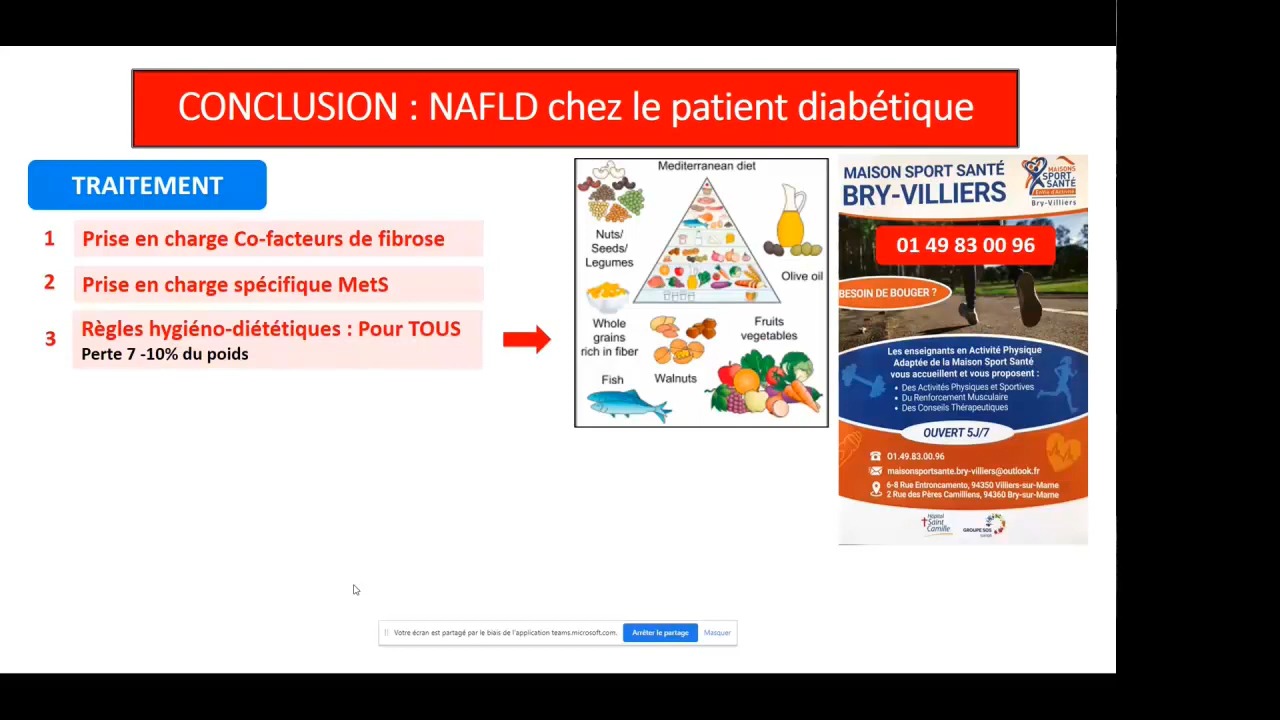 CONCLUSION : NAFLD chez le patient diabétique
TRAITEMENT
1 Prise en charge Co-facteurs de fibrose
2 Prise en charge spécifique MetS
3 Règles hygiéno-diététiques : Pour TOUS
Perte 7 -10% du poids
Mediterranean diet
Nuts/
Seeds/
Legumes
Olive oil
Whole
grains
rich in fiber
Fruits
vegetables
Fish
Walnuts
MAISON SPORT SANTÉ
BRY-VILLIERS
MAISONS
SPORT
SANTÉ
Bry-Villiers
01 49 83 00 96
BESOIN DE BOUGER ?
Les enseignants en Activité Physique
Adaptée de la Maison Sport Santé
vous accueillent et vous proposent :
• Des Activités Physiques et Sportives
• Du Renforcement Musculaire
• Des Conseils Thérapeutiques
OUVERT 5J/7
01.49.83.00.96
maisonsportsante.bry-villiers@outlook.fr
6-8 Rue Entroncamento, 94350 Villiers-sur-Marne
2 Rue des Pères Camilliens, 94360 Bry-sur-Marne
Hôpital
Saint
Camille
GROUPE SOS
Votre écran est partagé par le biais de l'application teams.microsoft.com.
Arrêter le partage
Masquer